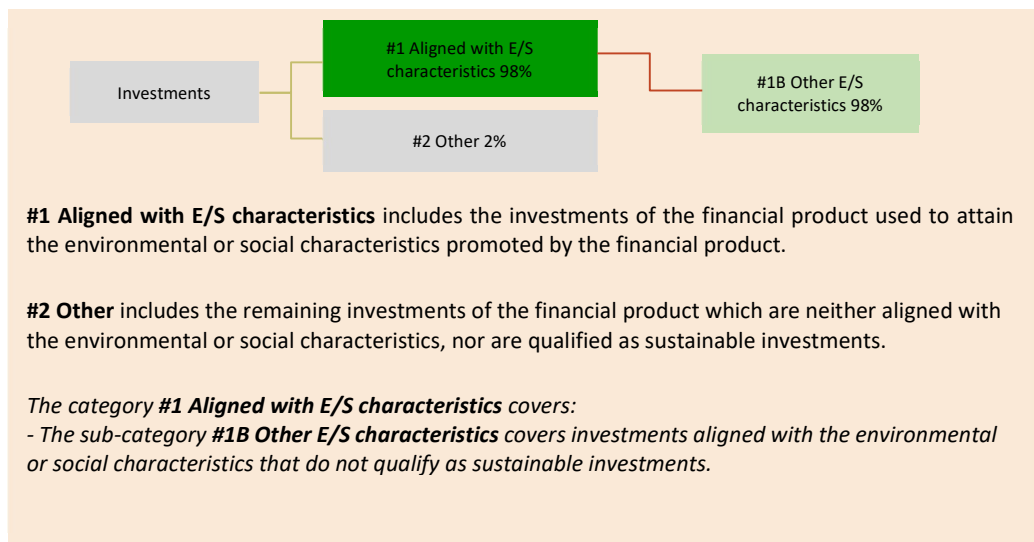 #1 Aligned with E/S
characteristics 98%
Investments
#1B Other E/S
characteristics 98%
#2 Other 2%
#1 Aligned with E/S characteristics includes the investments of the financial product used to attain
the environmental or social characteristics promoted by the financial product.
#2 Other includes the remaining investments of the financial product which are neither aligned with
the environmental or social characteristics, nor are qualified as sustainable investments.
The category #1 Aligned with E/S characteristics covers:
- The sub-category #1B Other E/S characteristics covers investments aligned with the environmental
or social characteristics that do not qualify as sustainable investments.